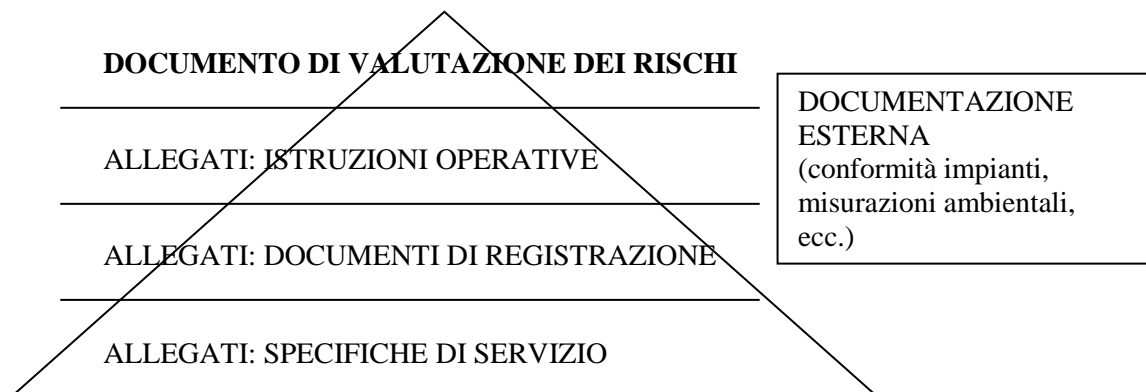 DOCUMENTO DI VALUTAZIONE DEI RISCHI
ALLEGATI: ISTRUZIONI OPERATIVE
ALLEGATI: DOCUMENTI DI REGISTRAZIONE
ALLEGATI: SPECIFICHE DI SERVIZIO
DOCUMENTAZIONE
ESTERNA
(conformità impianti,
misurazioni ambientali,
ecc.)